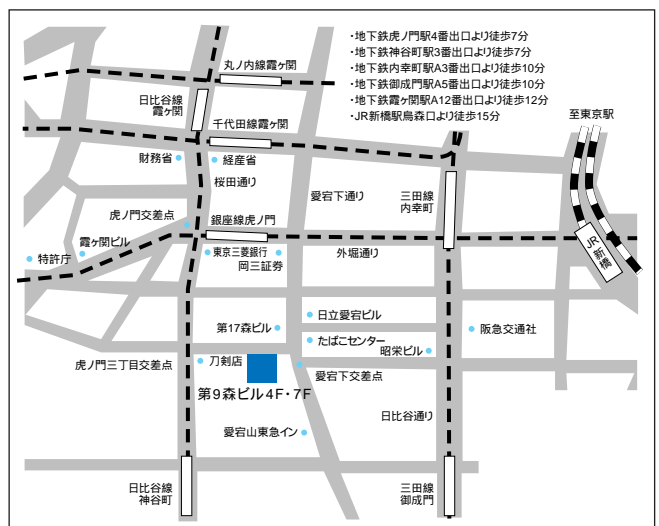 ・地下鉄虎ノ門駅4番出口より徒歩7分
・地下鉄神谷町駅3番出口より徒歩7分
・地下鉄内幸町駅A3番出口より徒歩10分
・地下鉄御成門駅A5番出口より徒歩10分
・地下鉄霞ヶ関駅A12番出口より徒歩12分
・JR新橋駅烏森口より徒歩15分
丸ノ内線霞ヶ関
日比谷線
霞ヶ関
千代田線霞ヶ関
至東京駅
財務省
経産省
桜田通り
愛宕下通り
三田線
内幸町
虎ノ門交差点
銀座線虎ノ門
外堀通り
JR新橋
霞ヶ関ビル
特許庁
東京三菱銀行
岡三証券
日立愛宕ビル
第17森ビル
たばこセンター
阪急交通社
昭栄ビル
虎ノ門三丁目交差点
刀剣店
愛宕下交差点
第9森ビル4F・7F
日比谷通り
愛宕山東急イン
日比谷線
神谷町
三田線
御成門